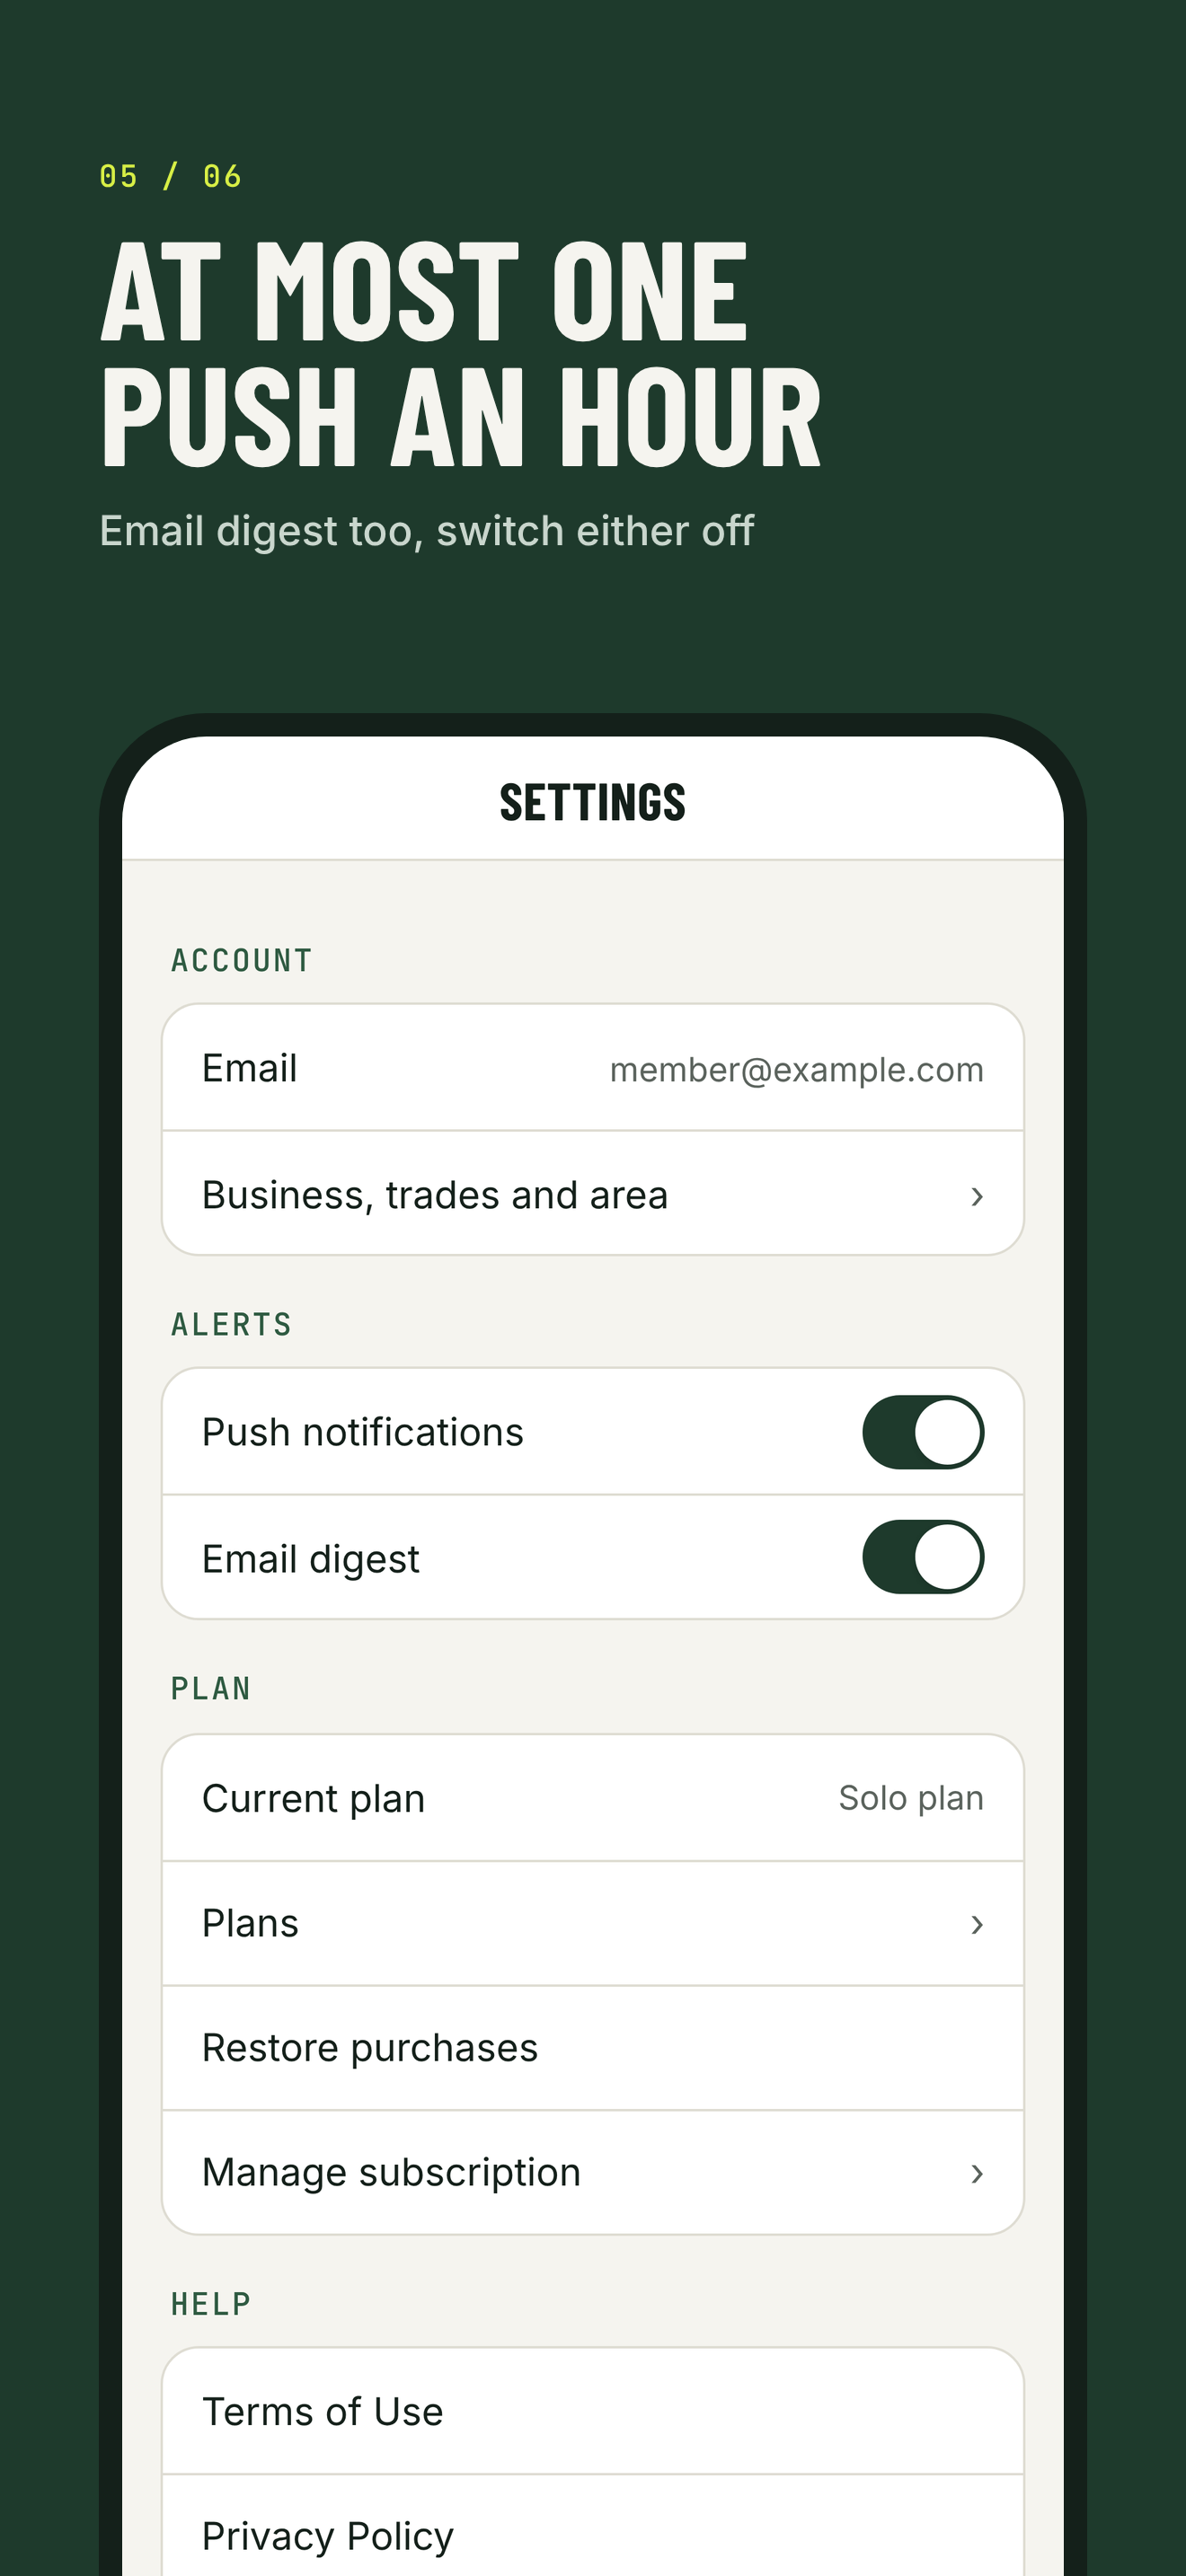 05 / 06
AT MOST ONE
PUSH AN HOUR
Email digest too, switch either off
SETTINGS
ACCOUNT
Email member@example.com
Business, trades and area ›
ALERTS
Push notifications
Email digest
PLAN
Current plan Solo plan
Plans ›
Restore purchases
Manage subscription ›
HELP
Terms of Use
Privacy Policy